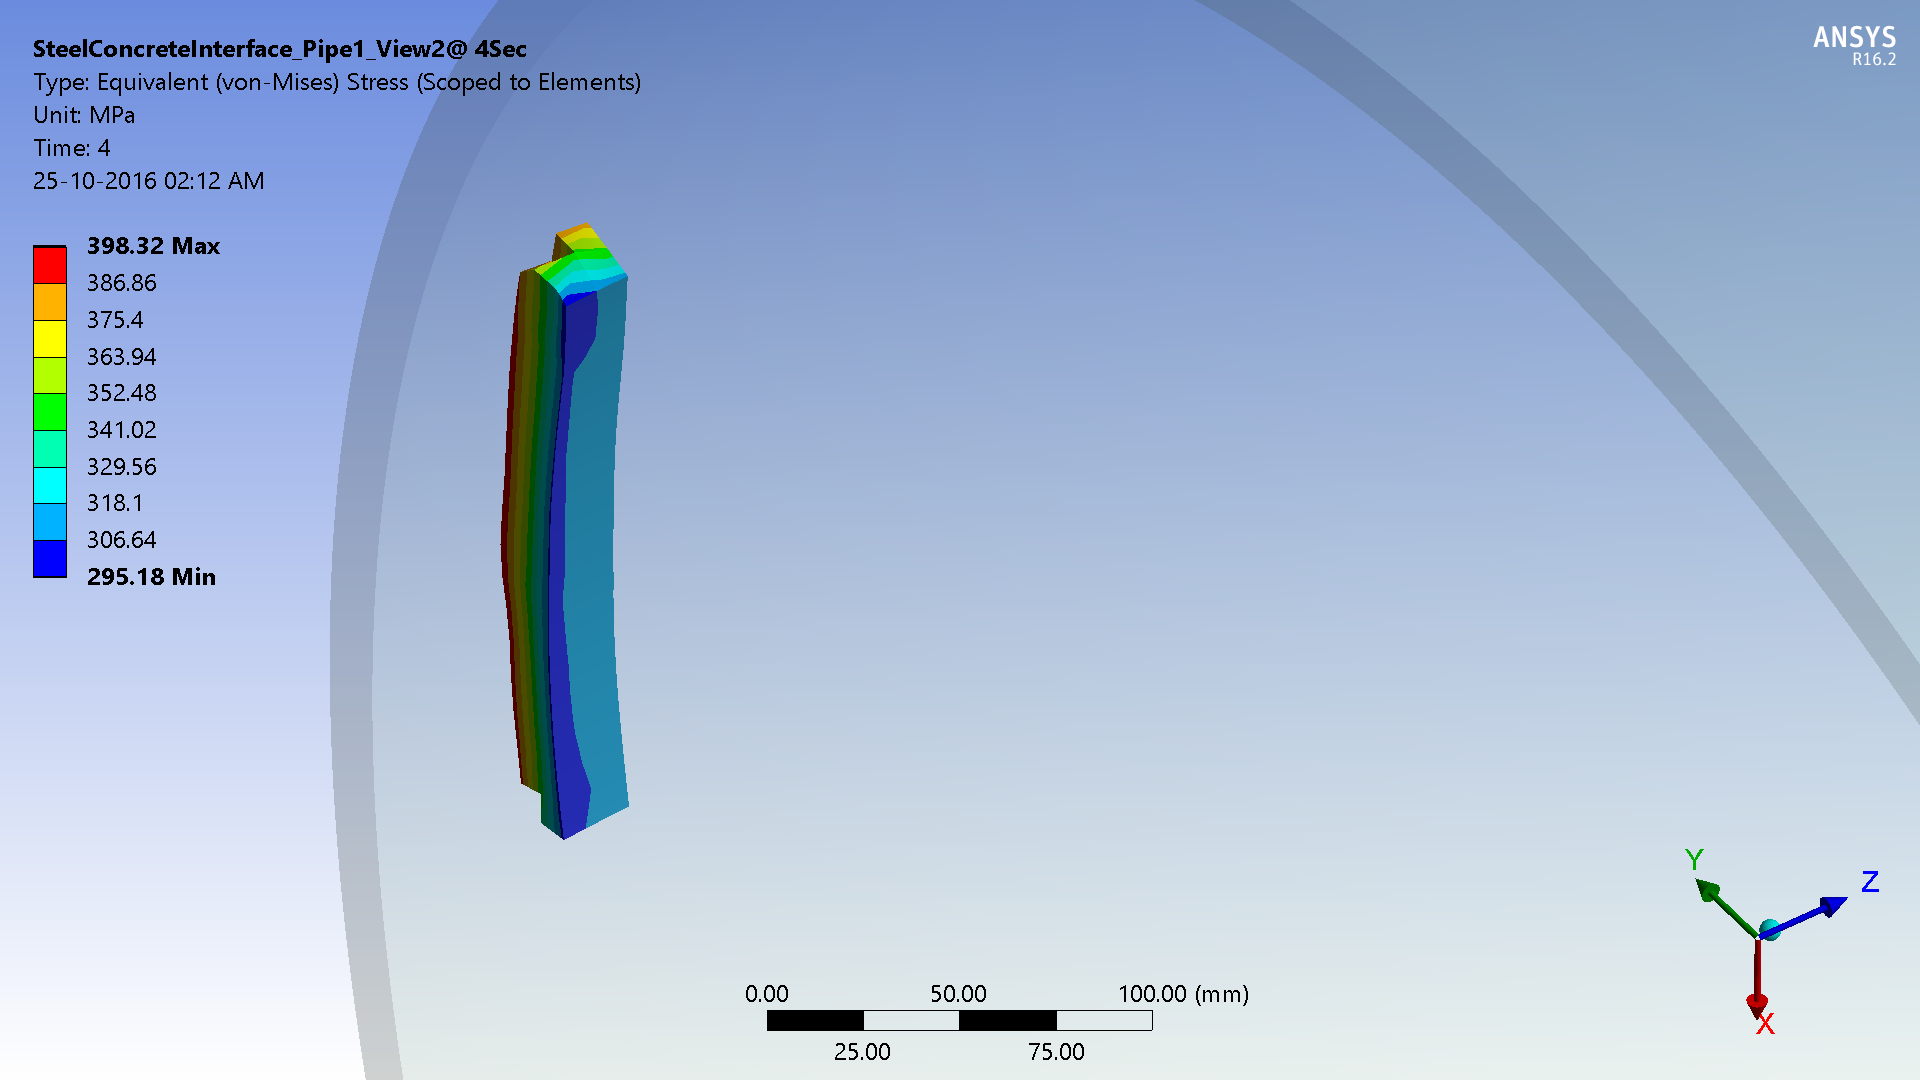 SteelConcreteInterface_Pipe1_View2@ 4Sec
Type: Equivalent (von-Mises) Stress (Scoped to Elements)
Unit: MPa
Time: 4
25-10-2016 02:12 AM
ANSYS
R16.2
398.32 Max
386.86
375.4
363.94
352.48
341.02
329.56
318.1
306.64
295.18 Min
Y
Z
X
0.00 50.00 100.00 (mm)
25.00 75.00